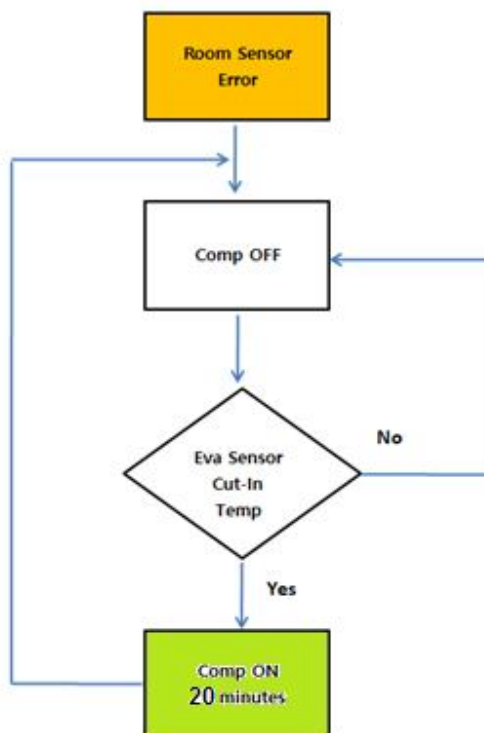 Room Sensor
Error
Comp OFF
No
Eva Sensor
Cut-In
Temp
Yes
Comp ON
20 minutes